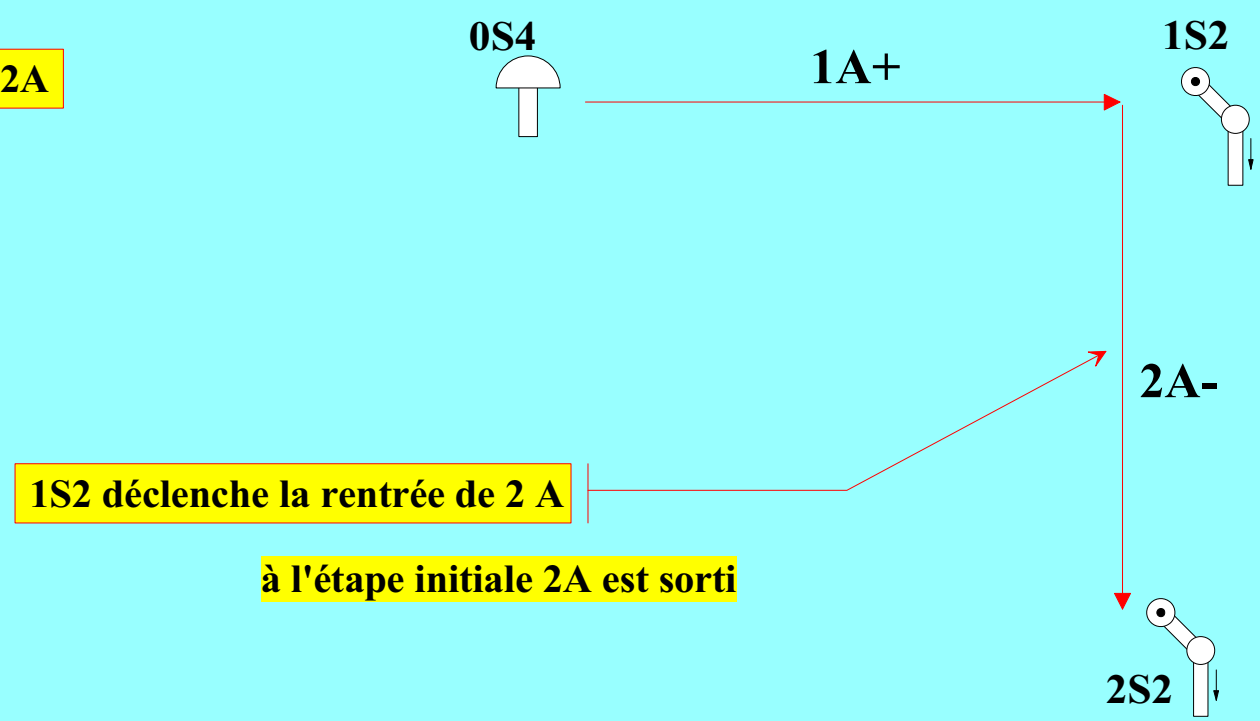 0S4
1S2
1A+
2A
2A-
1S2 déclenche la rentrée de 2 A
à l'étape initiale 2A est sorti
2S2